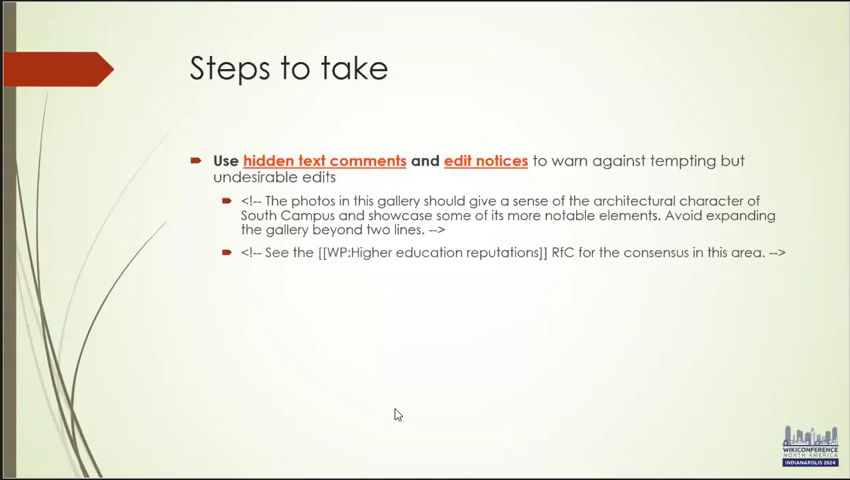 Steps to take
Use hidden text comments and edit notices to warn against tempting but
undesirable edits
<!-- The photos in this gallery should give a sense of the architectural character of
South Campus and showcase some of its more notable elements. Avoid expanding
the gallery beyond two lines. -->
<!-- See the [[WP:Higher education reputations]] RfC for the consensus in this area. -->
WIKICONFERENCE
NORTH AMERICA
INDIANAPOLIS 2024